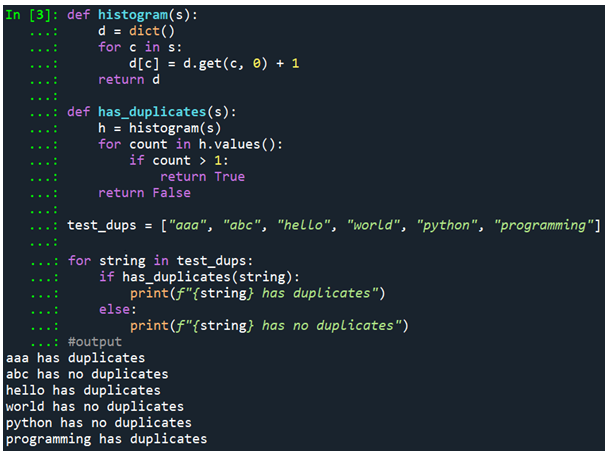 In [3]: def histogram(s):
   ...:     d = dict()
   ...:     for c in s:
   ...:         d[c] = d.get(c, 0) + 1
   ...:     return d
   ...:
   ...: def has_duplicates(s):
   ...:     h = histogram(s)
   ...:     for count in h.values():
   ...:         if count > 1:
   ...:             return True
   ...:     return False
   ...:
   ...: test_dups = ["aaa", "abc", "hello", "world", "python", "programming"]
   ...:
   ...: for string in test_dups:
   ...:     if has_duplicates(string):
   ...:         print(f"{string} has duplicates")
   ...:     else:
   ...:         print(f"{string} has no duplicates")
   ...: #output
aaa has duplicates
abc has no duplicates
hello has duplicates
world has no duplicates
python has no duplicates
programming has duplicates